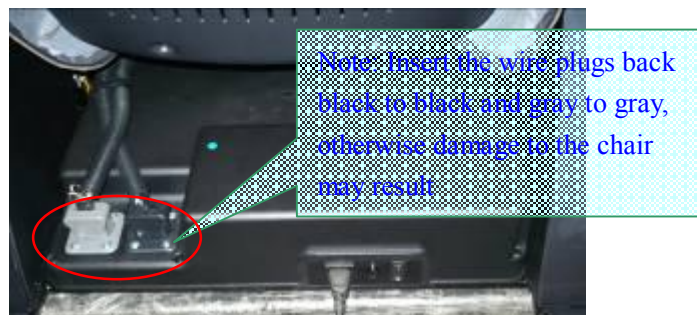 Note: Insert the wire plugs back
black to black and gray to gray,
otherwise damage to the chair
may result